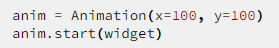 anim = Animation(x=100, y=100)
anim.start(widget)